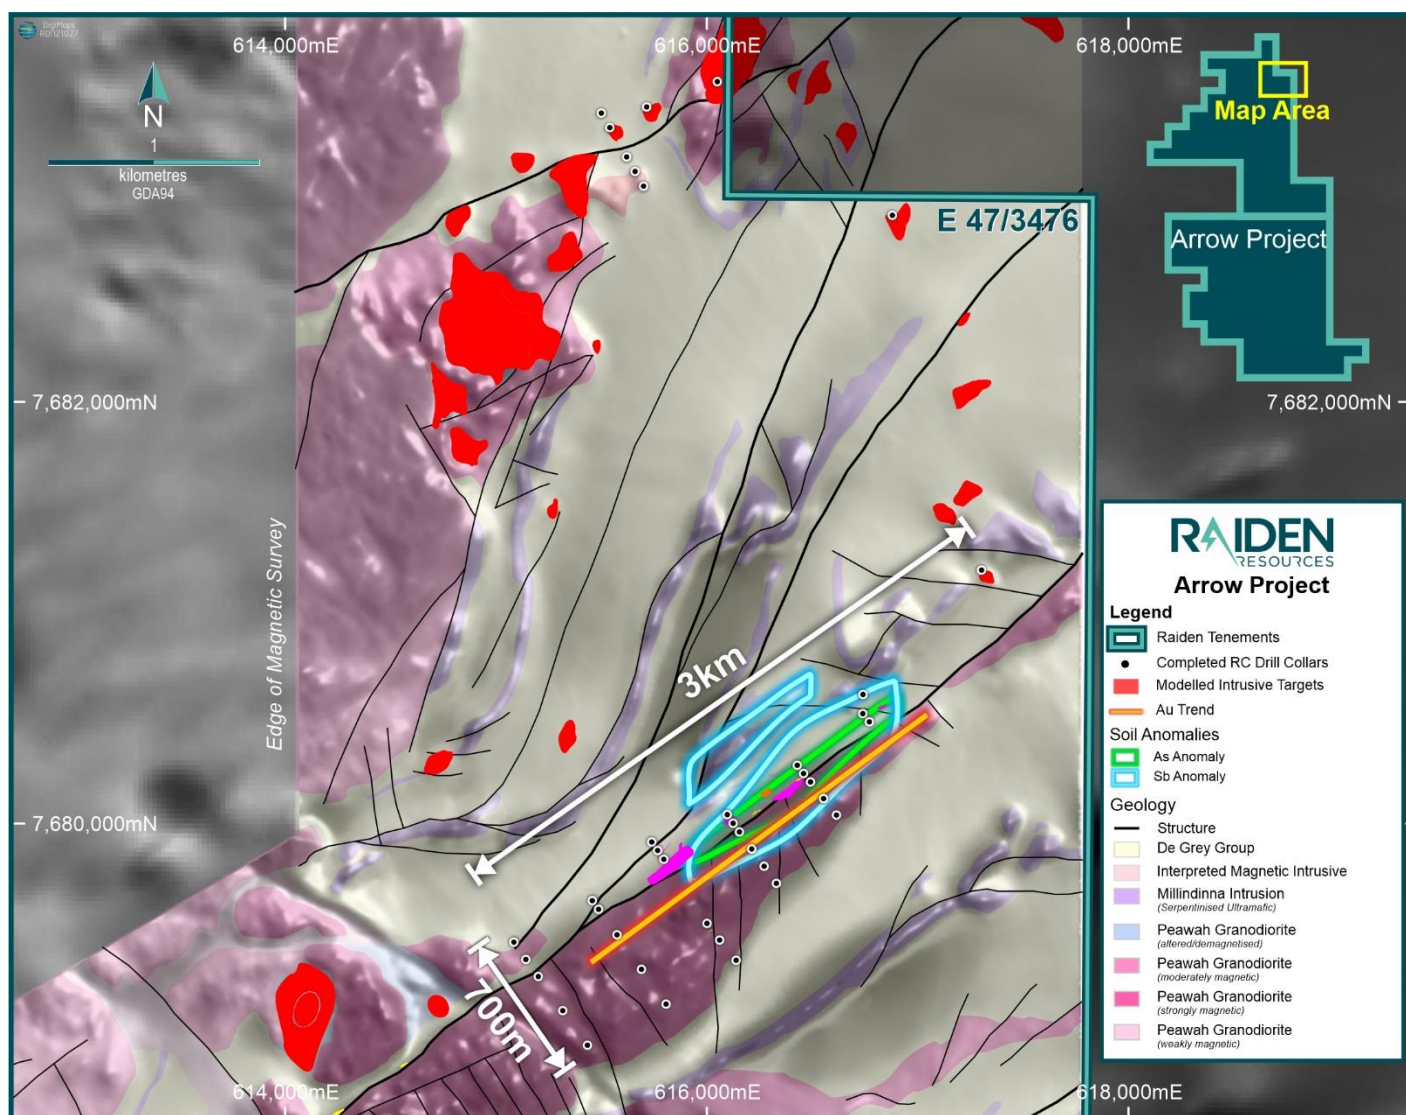 DigiMaps
RDN21027
614,000mE
616,000mE
618,000mE
N
1
kilometres
GDA94
Map Area
Arrow Project
E 47/3476
7,682,000mN
7,682,000mN
Edge of Magnetic Survey
3km
7,680,000mN
700m
614,000mE
616,000mE
618,000mE
RAIDEN
RESOURCES
Arrow Project
Legend
Raiden Tenements
Completed RC Drill Collars
Modelled Intrusive Targets
Au Trend
Soil Anomalies
As Anomaly
Sb Anomaly
Geology
Structure
De Grey Group
Interpreted Magnetic Intrusive
Millindinna Intrusion
(Serpentinised Ultramafic)
Peawah Granodiorite
(altered/demagnetised)
Peawah Granodiorite
(moderately magnetic)
Peawah Granodiorite
(strongly magnetic)
Peawah Granodiorite
(weakly magnetic)